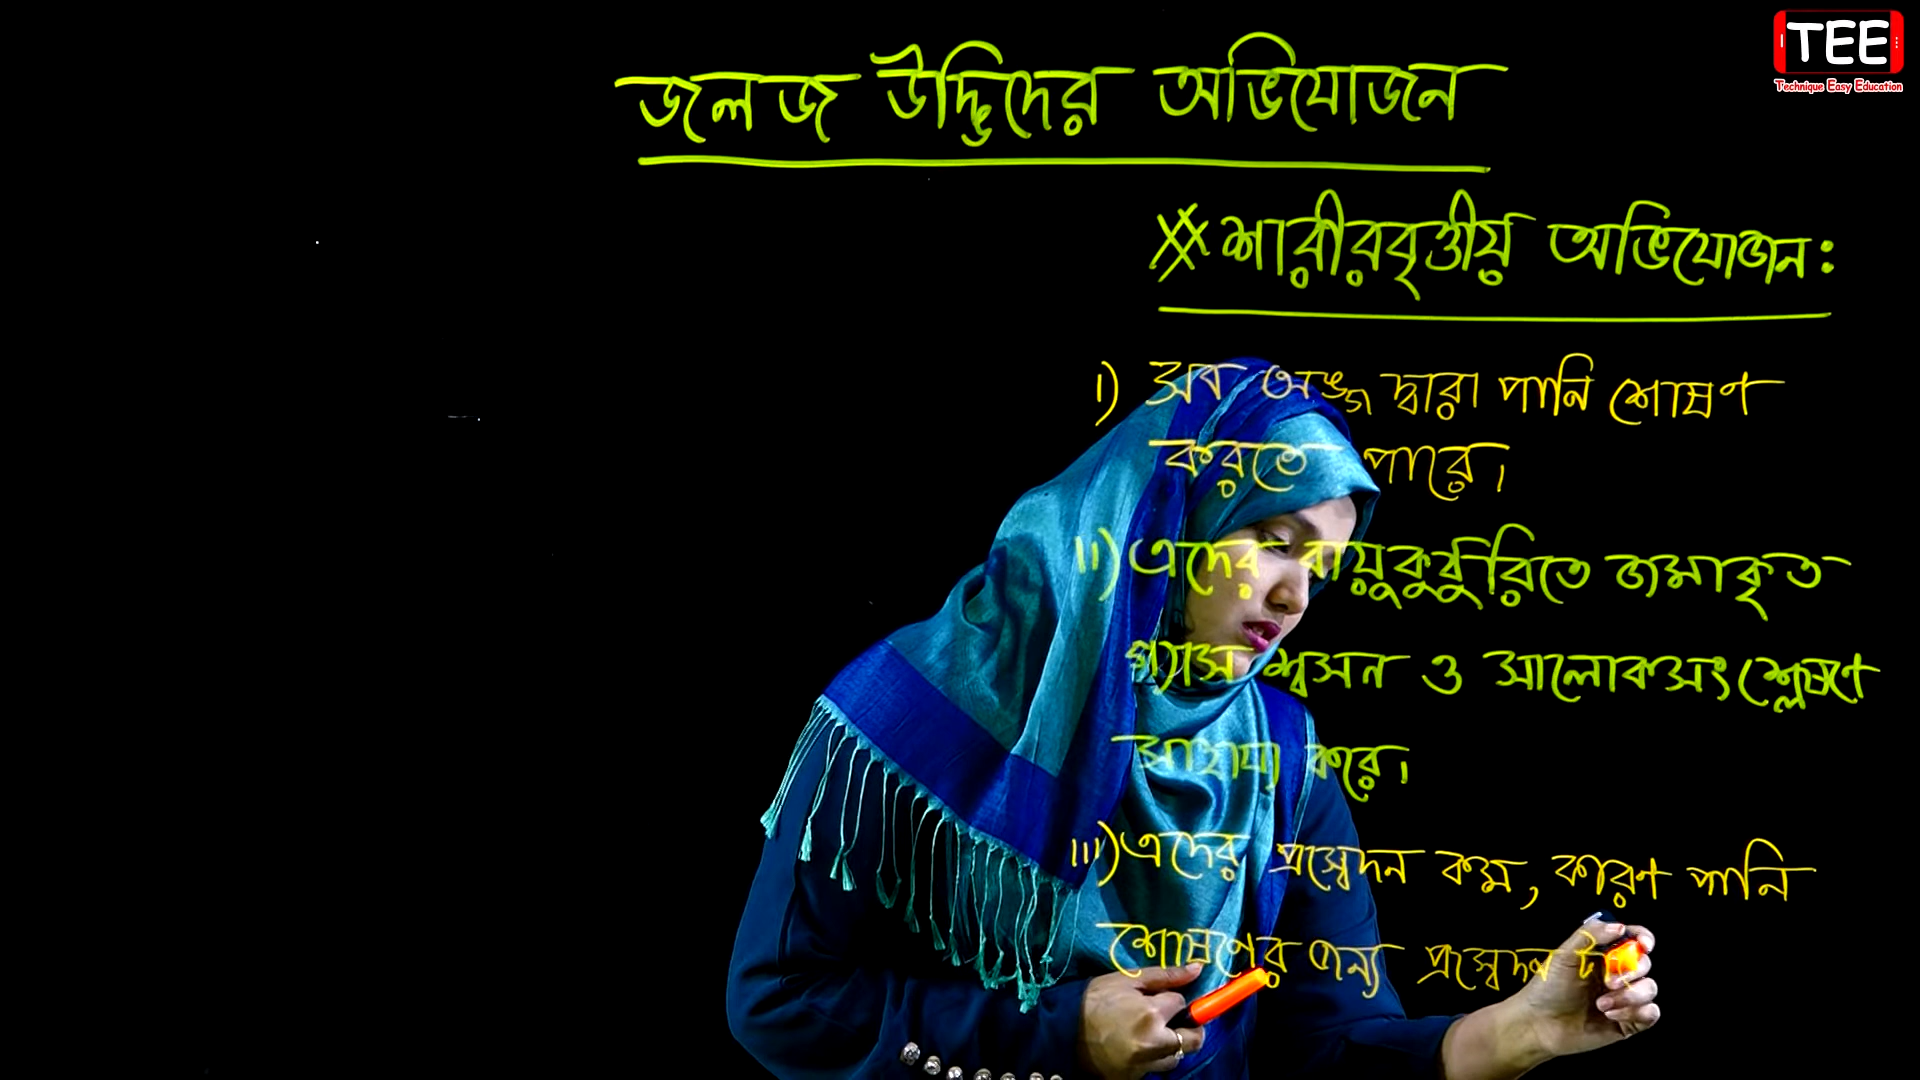 TEE
Technique Easy Education
জলজ উদ্ভিদের অভিযোজন
শারীরবৃত্তীয় অভিযোজন:
i) সব অঙ্গ দ্বারা পানি শোষণ
করতে পারে।
ii) এদের বায়ুকুঠুরিতে জমাকৃত
গ্যাস শ্বসন ও আলোকসংশ্লেষণে
সাহায্য করে।
iii) এদের প্রস্বেদন কম, কারণ পানি
শোষণের জন্য প্রস্বেদন